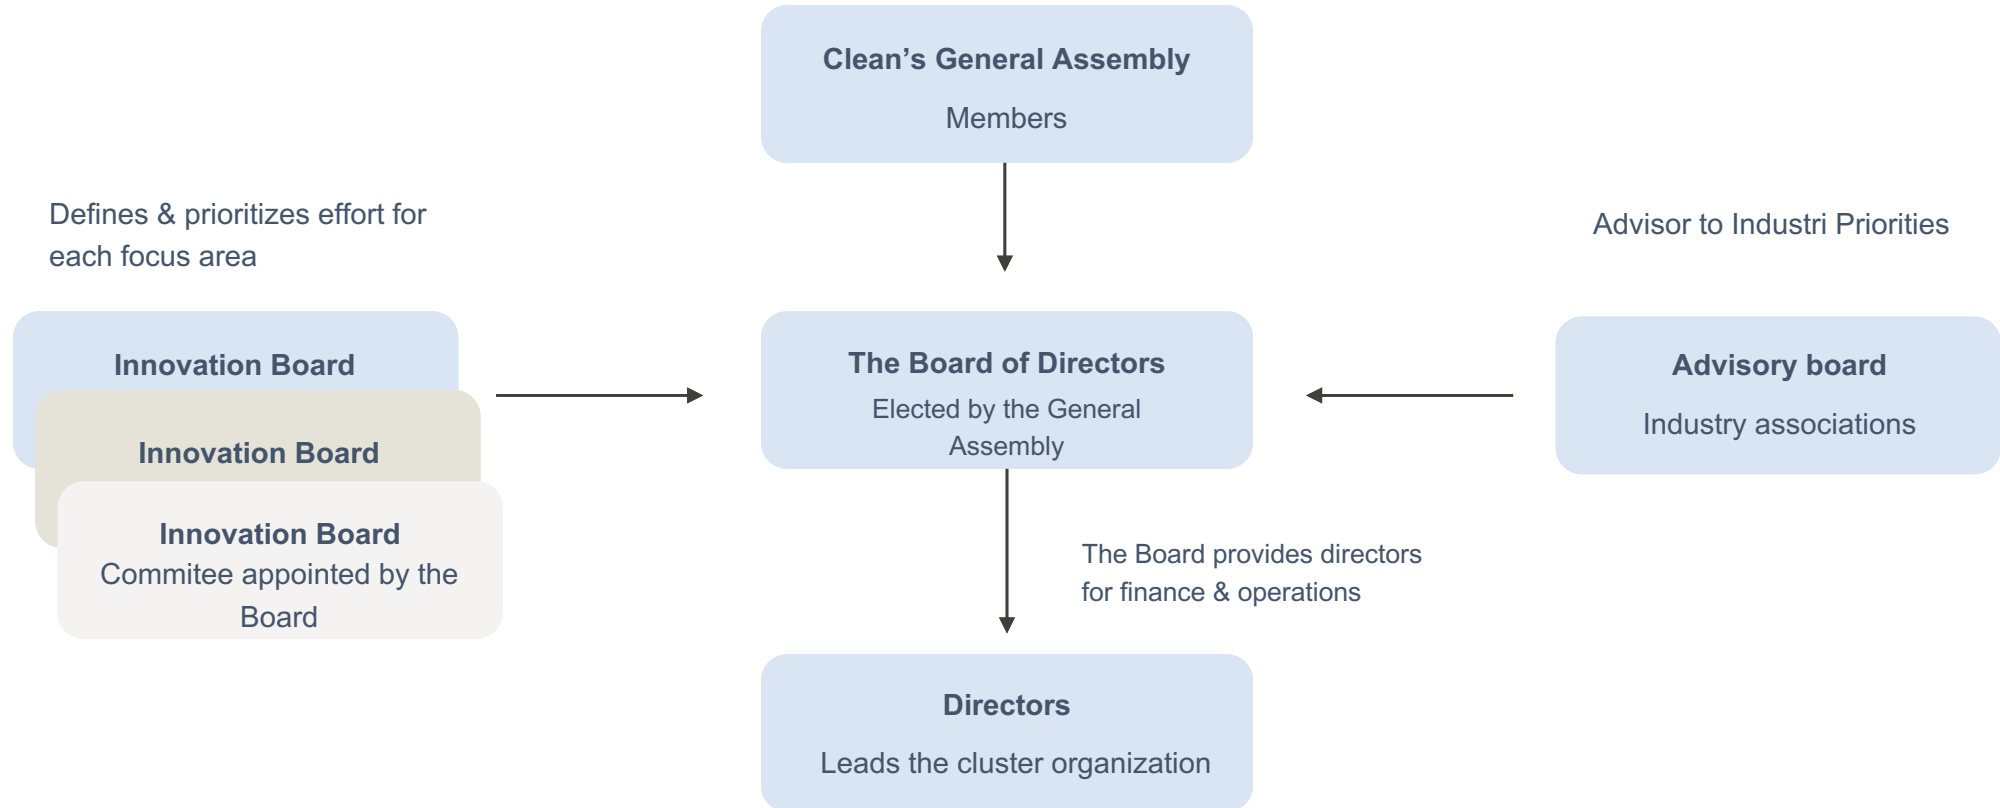 Clean’s General Assembly
Members
Defines & prioritizes effort for
each focus area
Advisor to Industri Priorities
Innovation Board
Innovation Board
Innovation Board
Commitee appointed by the
Board
The Board of Directors
Elected by the General
Assembly
Advisory board
Industry associations
The Board provides directors
for finance & operations
Directors
Leads the cluster organization